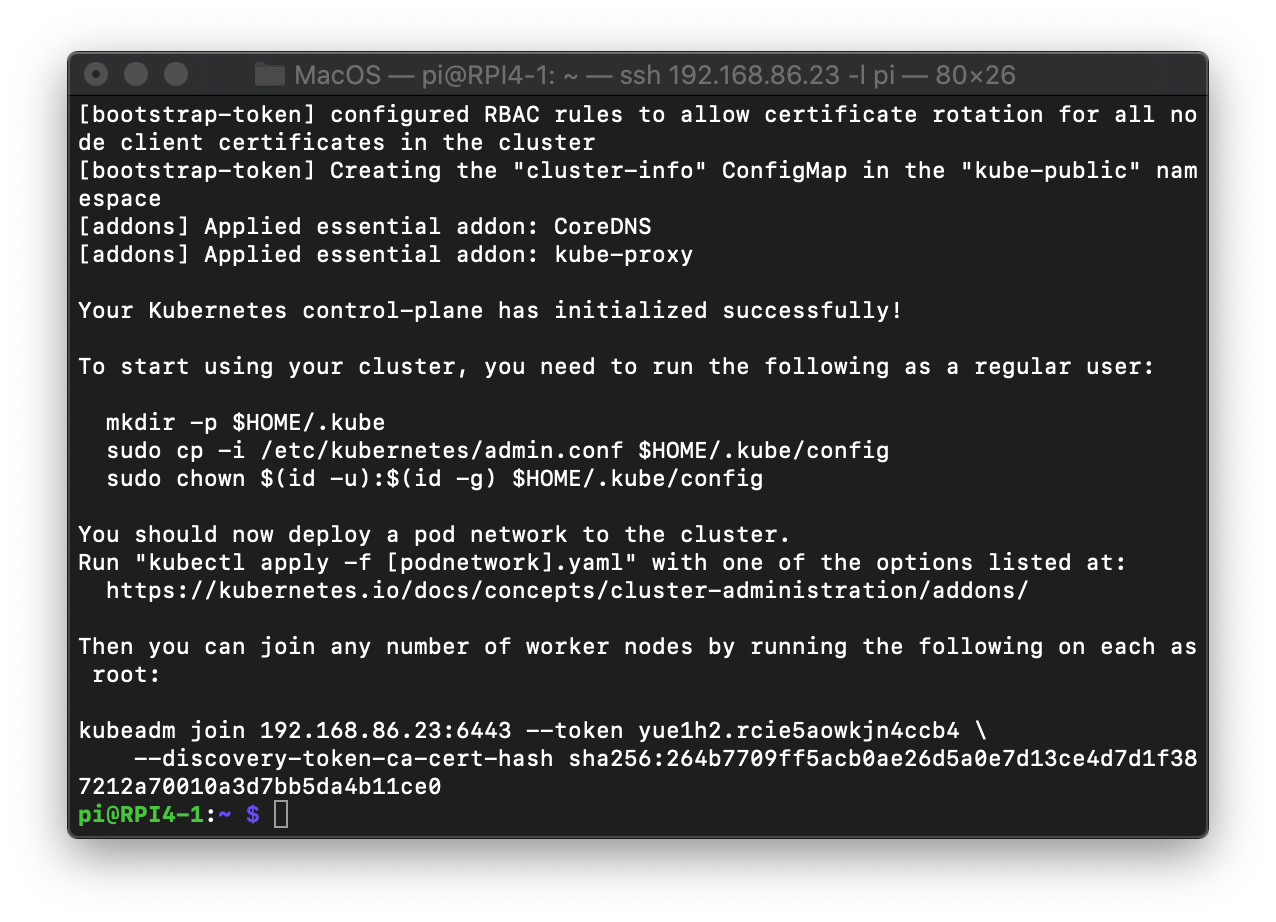 MacOS — pi@RPI4-1: ~ — ssh 192.168.86.23 -l pi — 80×26
[bootstrap-token] configured RBAC rules to allow certificate rotation for all no
de client certificates in the cluster
[bootstrap-token] Creating the "cluster-info" ConfigMap in the "kube-public" nam
espace
[addons] Applied essential addon: CoreDNS
[addons] Applied essential addon: kube-proxy

Your Kubernetes control-plane has initialized successfully!

To start using your cluster, you need to run the following as a regular user:

  mkdir -p $HOME/.kube
  sudo cp -i /etc/kubernetes/admin.conf $HOME/.kube/config
  sudo chown $(id -u):$(id -g) $HOME/.kube/config

You should now deploy a pod network to the cluster.
Run "kubectl apply -f [podnetwork].yaml" with one of the options listed at:
  https://kubernetes.io/docs/concepts/cluster-administration/addons/

Then you can join any number of worker nodes by running the following on each as
 root:

kubeadm join 192.168.86.23:6443 --token yue1h2.rcie5aowkjn4ccb4 \
    --discovery-token-ca-cert-hash sha256:264b7709ff5acb0ae26d5a0e7d13ce4d7d1f38
7212a70010a3d7bb5da4b11ce0
pi@RPI4-1:~ $